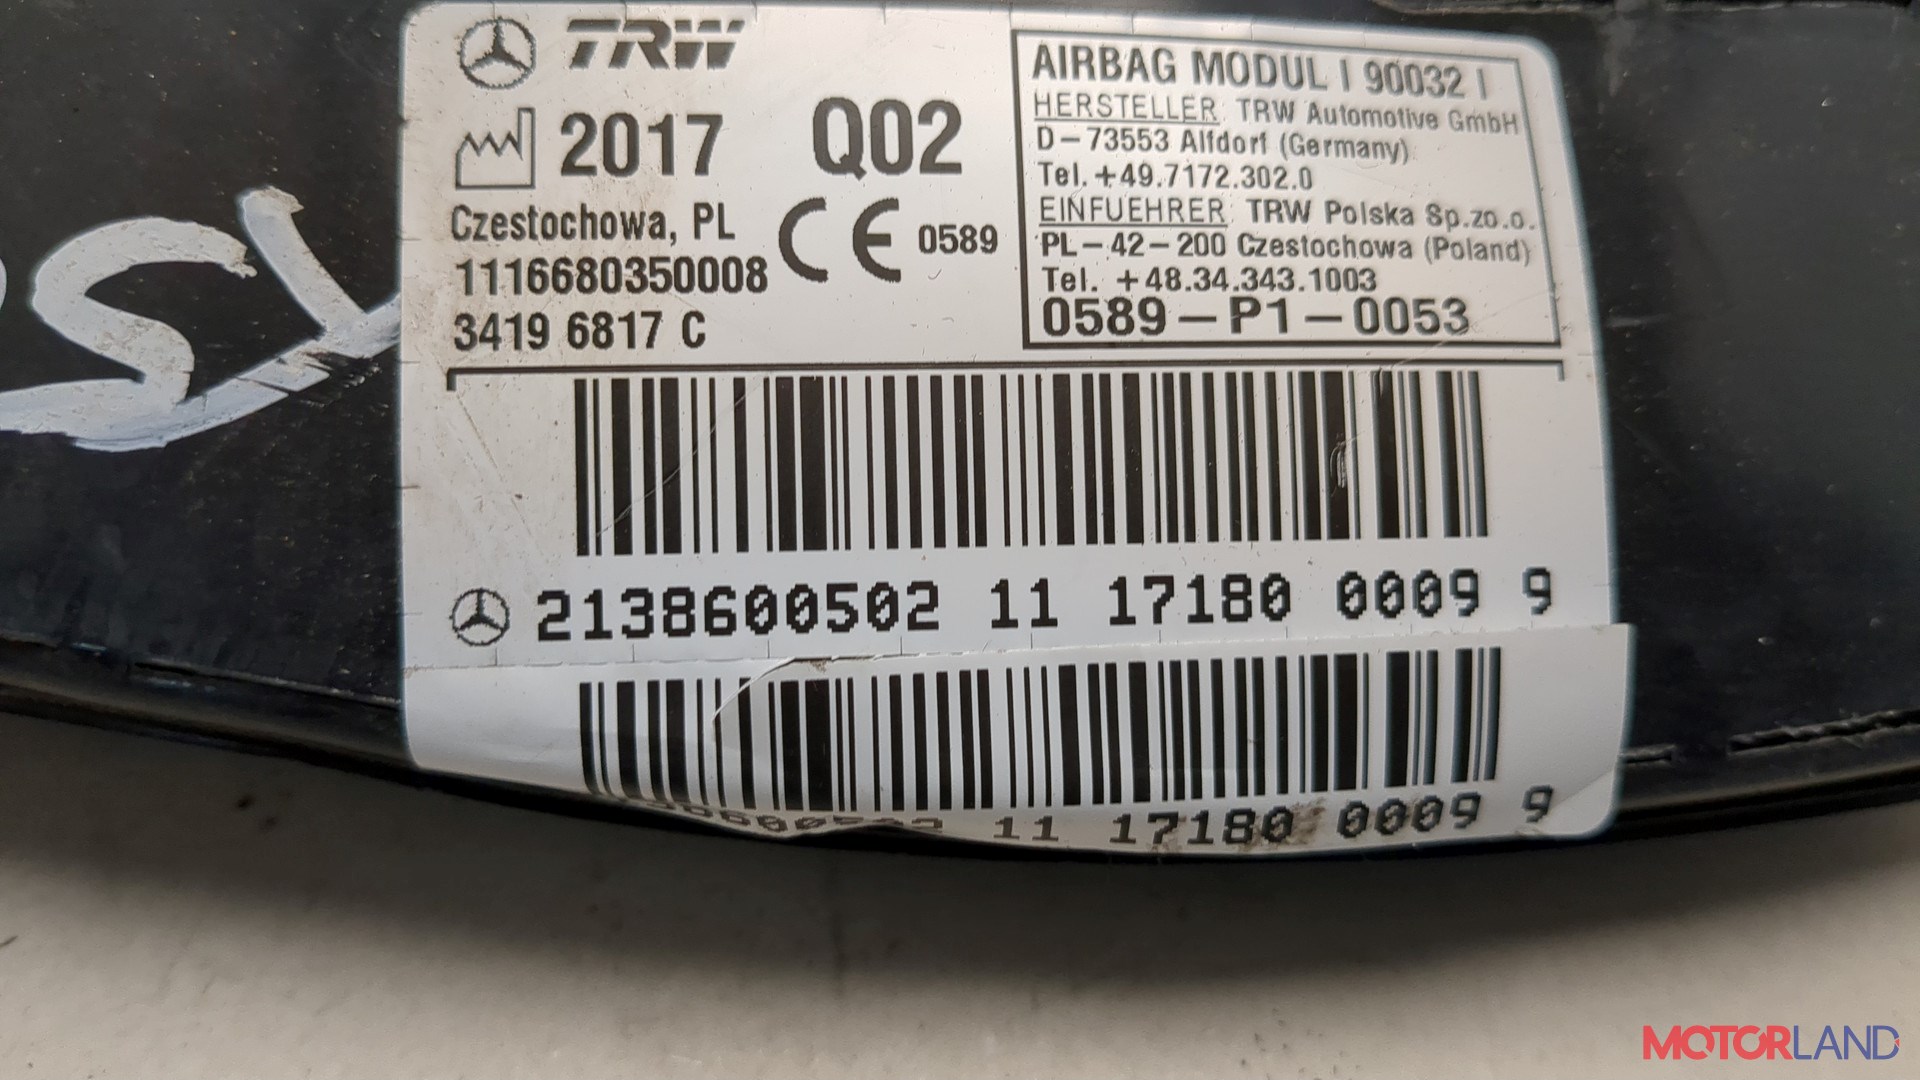 TRW
2017 Q02
Czestochowa, PL
1116680350008
3419 6817 C
CE 0589
AIRBAG MODUL I 90032 I
HERSTELLER: TRW Automotive GmbH
D-73553 Alfdorf (Germany)
Tel. +49.7172.302.0
EINFUEHRER: TRW Polska Sp.zo.o.
PL-42-200 Czestochowa (Poland)
Tel. +48.34.343.1003
0589-P1-0053
2138600502 11 17180 0009 9
11 17180 0009 9
MOTORLAND